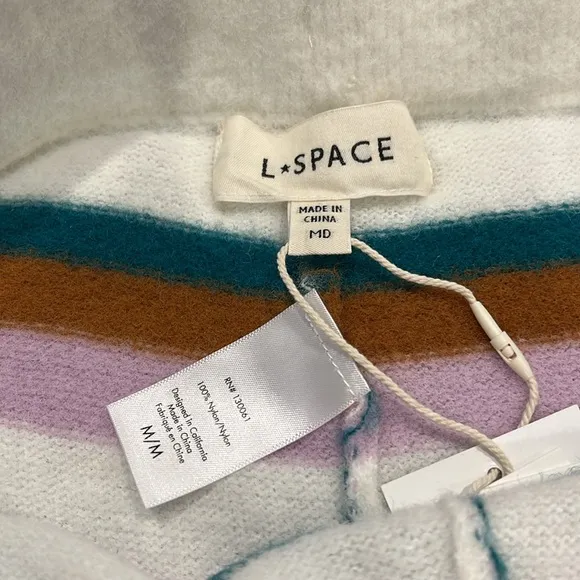 L★SPACE
MADE IN
CHINA
MD
RN# 130061
100% Nylon/Nylon
Designed in California
Made in China
Fabriqué en Chine
M/M